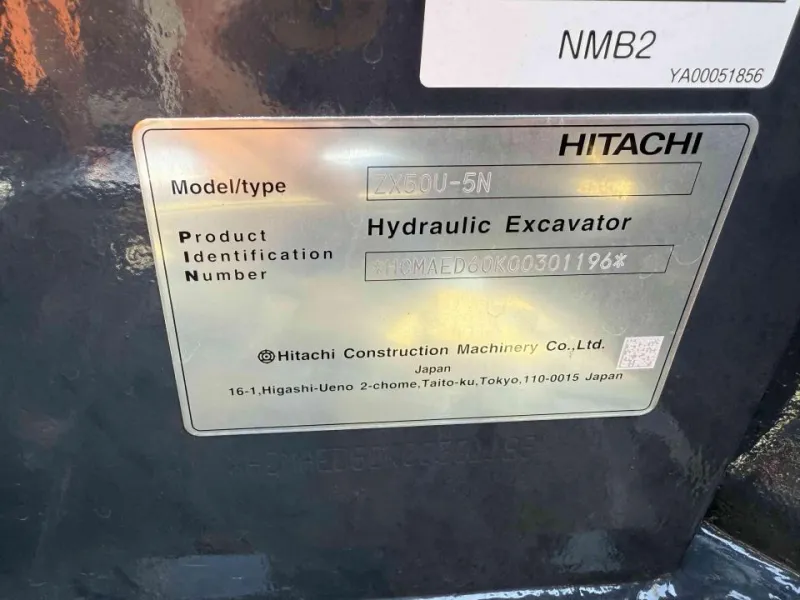 NMB2
YA00051856
HITACHI
Model/type ZX50U-5N
Hydraulic Excavator
Product
Identification
Number *HCMAED60K00301196*
Hitachi Construction Machinery Co.,Ltd.
Japan
16-1,Higashi-Ueno 2-chome,Taito-ku,Tokyo,110-0015 Japan